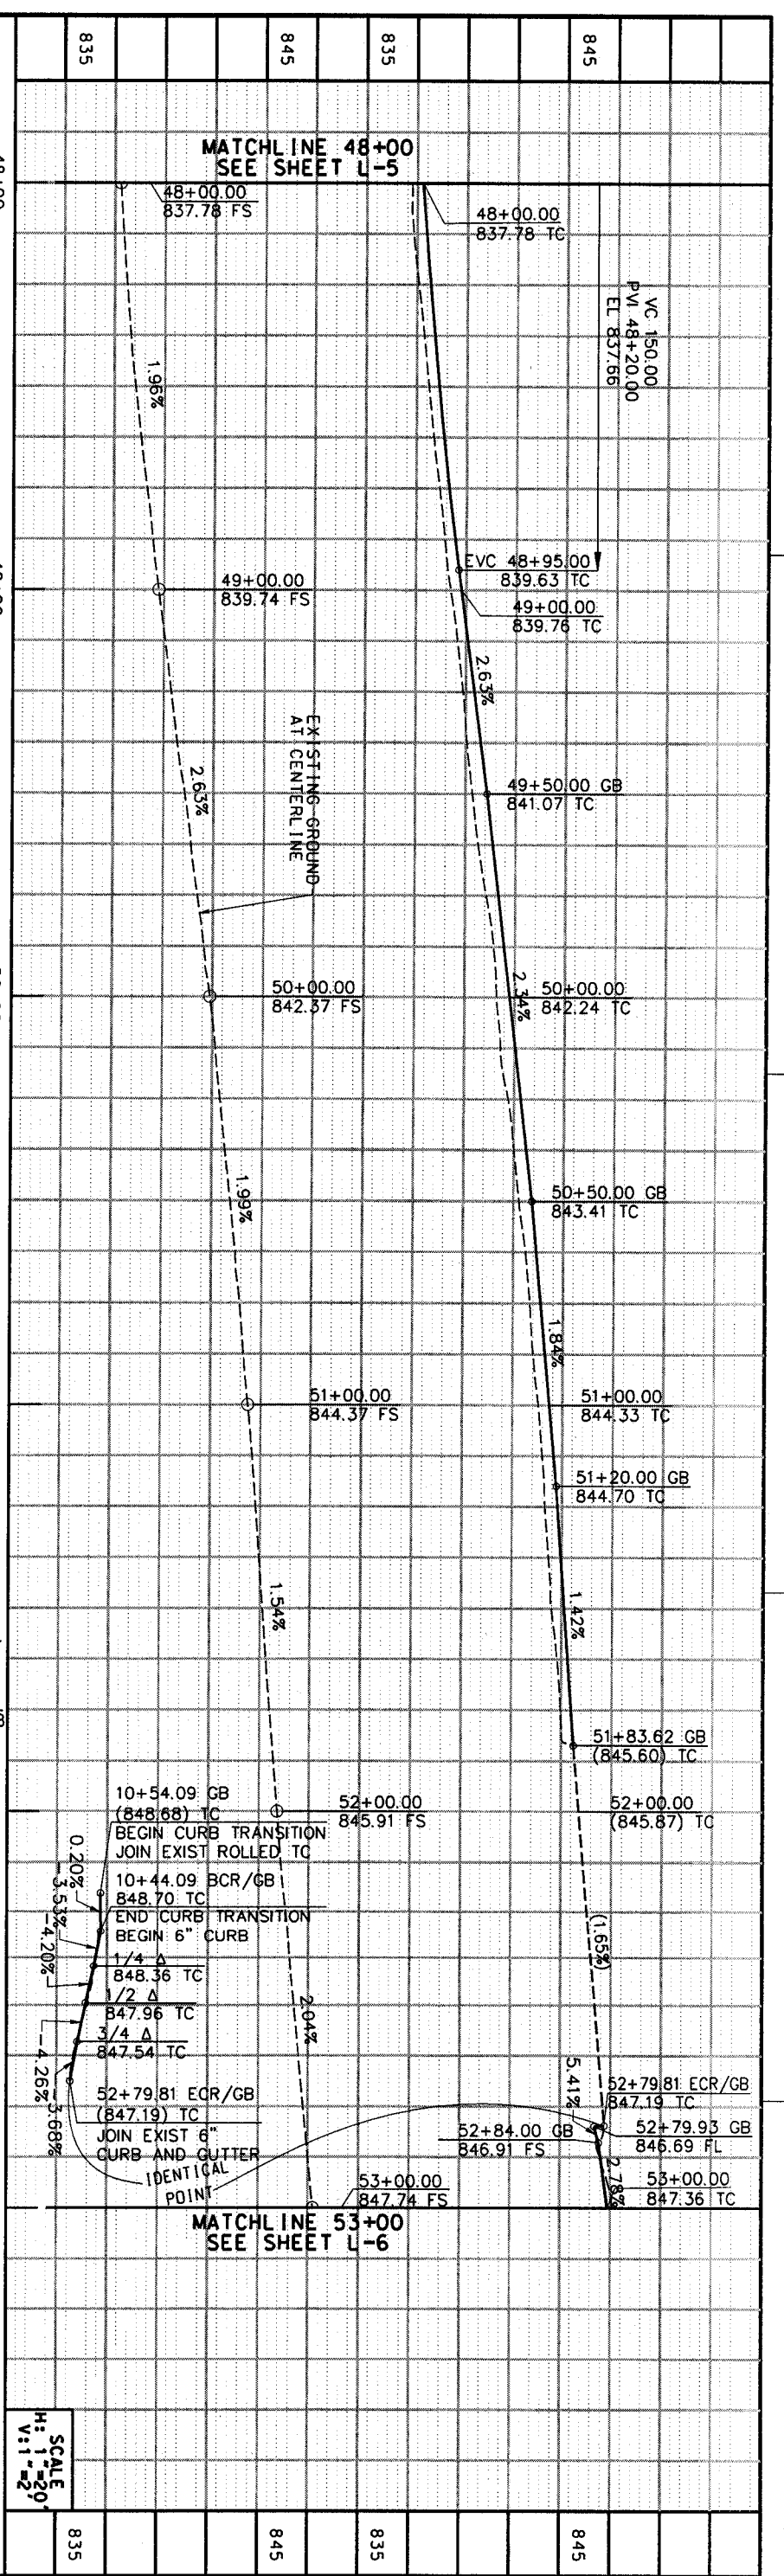 835
845
835
845
MATCHLINE 48+00
SEE SHEET L-5
48+00.00
837.78 FS
48+00.00
837.78 TC
VC 150.00
PVI 48+20.00
EL 837.66
1.96%
EVC 48+95.00
839.63 TC
49+00.00
839.74 FS
49+00.00
839.76 TC
2.63%
EXISTING GROUND
AT CENTERLINE
2.63%
49+50.00 GB
841.07 TC
50+00.00
842.37 FS
2.34%
50+00.00
842.24 TC
1.99%
50+50.00 GB
843.41 TC
1.84%
51+00.00
844.37 FS
51+00.00
844.33 TC
51+20.00 GB
844.70 TC
1.54%
1.42%
51+83.62 GB
(845.60) TC
10+54.09 GB
(848.68) TC
BEGIN CURB TRANSITION
JOIN EXIST ROLLED TC
52+00.00
845.91 FS
52+00.00
(845.87) TC
0.20%
10+44.09 BCR/GB
848.70 TC
END CURB TRANSITION
BEGIN 6" CURB
-3.53%
(1.65%)
-4.20%
1/4 Δ
848.36 TC
1/2 Δ
847.96 TC
2.04%
3/4 Δ
847.54 TC
-4.26%
-3.68%
5.41%
52+79.81 ECR/GB
(847.19) TC
JOIN EXIST 6"
CURB AND GUTTER
52+79.81 ECR/GB
847.19 TC
52+84.00 GB
846.91 FS
52+79.93 GB
846.69 FL
IDENTICAL
POINT
2.78%
53+00.00
847.74 FS
53+00.00
847.36 TC
MATCHLINE 53+00
SEE SHEET L-6
SCALE
H: 1"=20'
V: 1"=2'
835
845
835
845